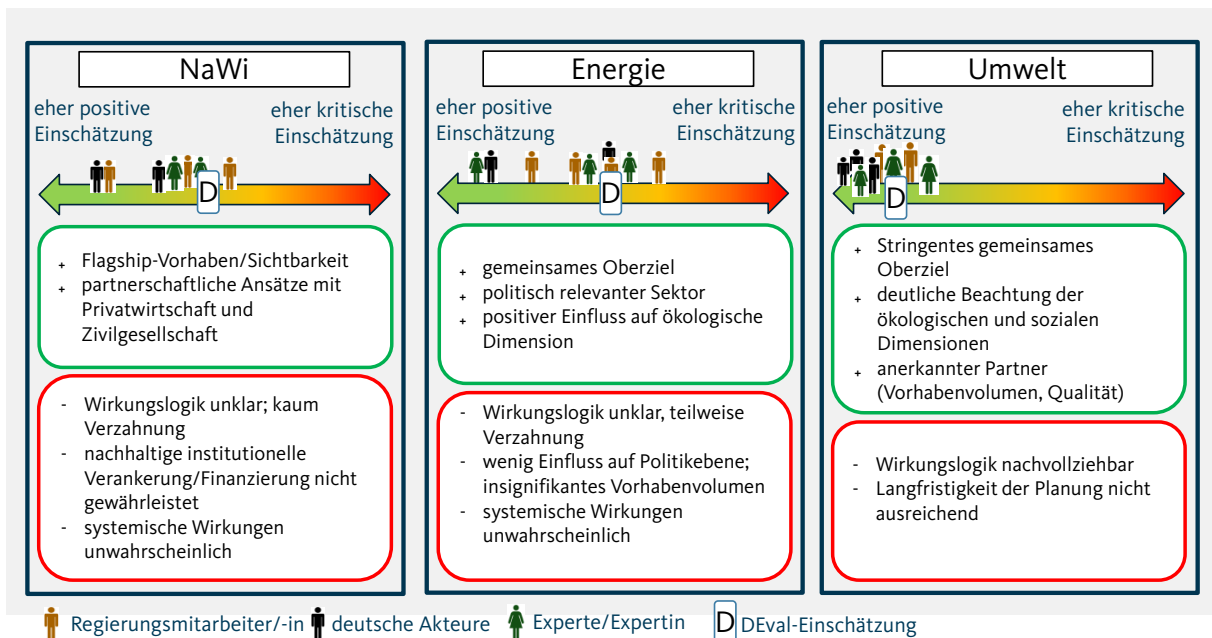 NaWi
eher positive
Einschätzung
eher kritische
Einschätzung
D
+ Flagship-Vorhaben/Sichtbarkeit
+ partnerschaftliche Ansätze mit
Privatwirtschaft und
Zivilgesellschaft
- Wirkungslogik unklar; kaum
Verzahnung
- nachhaltige institutionelle
Verankerung/Finanzierung nicht
gewährleistet
- systemische Wirkungen
unwahrscheinlich
Energie
eher positive
Einschätzung
eher kritische
Einschätzung
D
+ gemeinsames Oberziel
+ politisch relevanter Sektor
+ positiver Einfluss auf ökologische
Dimension
- Wirkungslogik unklar, teilweise
Verzahnung
- wenig Einfluss auf Politikebene;
insignifikantes Vorhabenvolumen
- systemische Wirkungen
unwahrscheinlich
Umwelt
eher positive
Einschätzung
eher kritische
Einschätzung
D
+ Stringentes gemeinsames
Oberziel
+ deutliche Beachtung der
ökologischen und sozialen
Dimensionen
+ anerkannter Partner
(Vorhabenvolumen, Qualität)
- Wirkungslogik nachvollziehbar
- Langfristigkeit der Planung nicht
ausreichend
Regierungsmitarbeiter/-in deutsche Akteure Experte/Expertin D DEval-Einschätzung